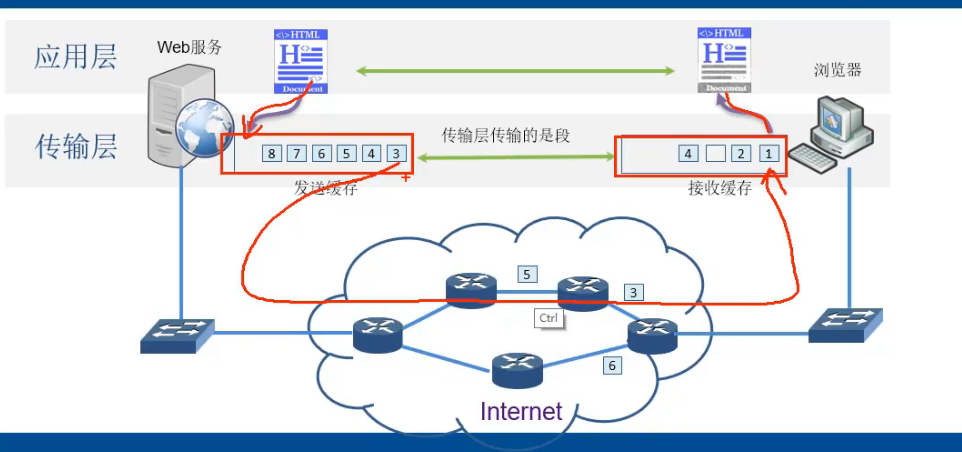 应用层
Web服务
<\>HTML
H
<\>
Document
<\>HTML
H
<>
Document
浏览器
传输层
8 7 6 5 4 3
传输层传输的是段
4 2 1
发送缓存
接收缓存
5
3
Ctrl
6
Internet